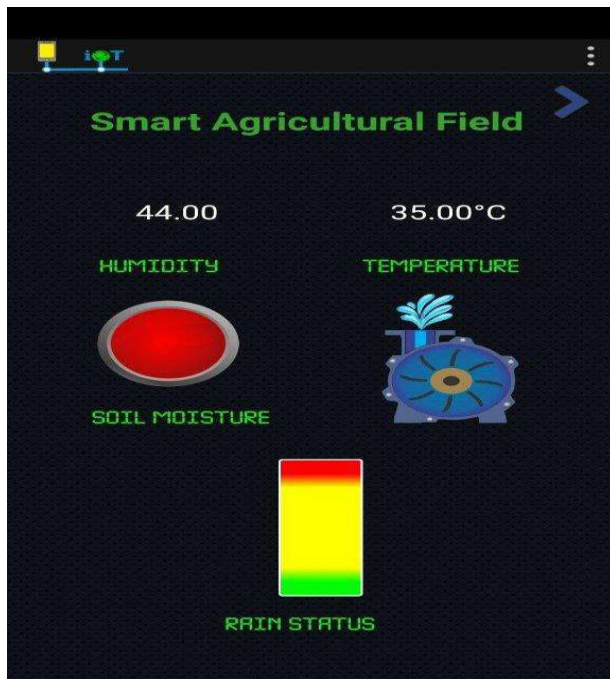 iOT
Smart Agricultural Field
44.00
35.00°C
HUMIDITY
TEMPERATURE
SOIL MOISTURE
RAIN STATUS